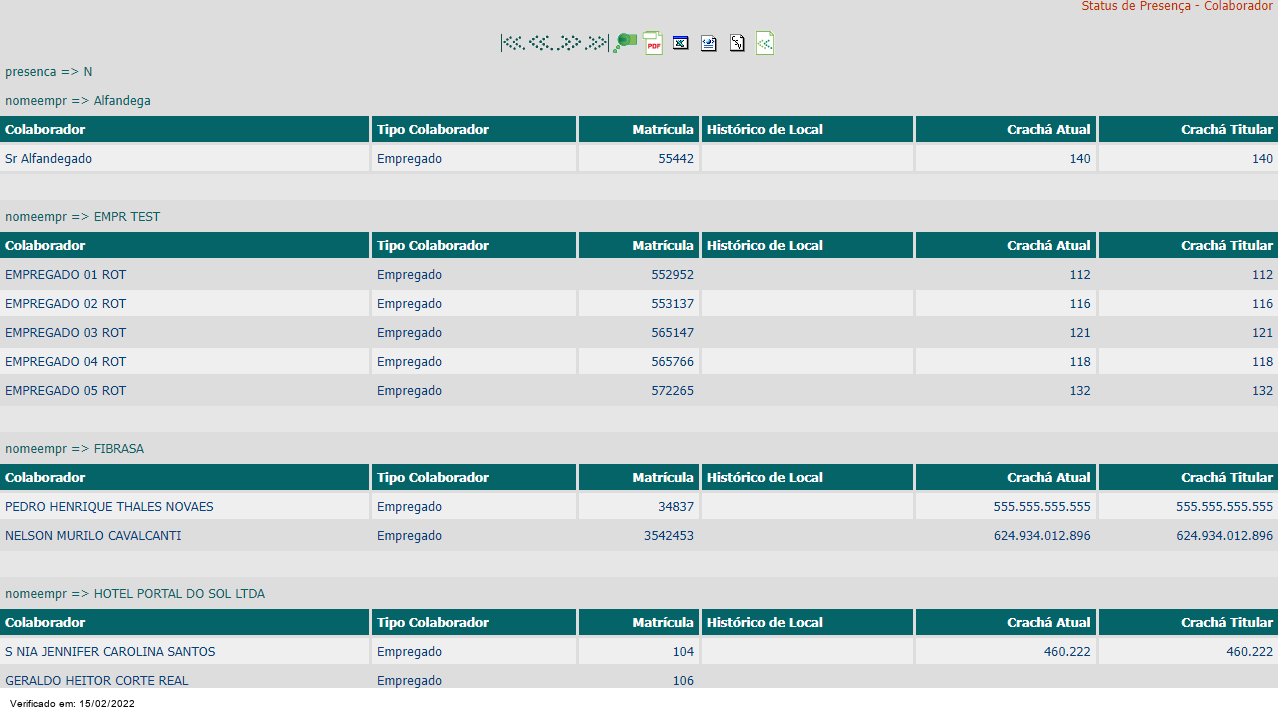 Status de Presença - Colaborador
PDF
presenca => N
nomeempr => Alfandega
Colaborador Tipo Colaborador Matrícula Histórico de Local Crachá Atual Crachá Titular
Sr Alfandegado Empregado 55442 140 140
nomeempr => EMPR TEST
Colaborador Tipo Colaborador Matrícula Histórico de Local Crachá Atual Crachá Titular
EMPREGADO 01 ROT Empregado 552952 112 112
EMPREGADO 02 ROT Empregado 553137 116 116
EMPREGADO 03 ROT Empregado 565147 121 121
EMPREGADO 04 ROT Empregado 565766 118 118
EMPREGADO 05 ROT Empregado 572265 132 132
nomeempr => FIBRASA
Colaborador Tipo Colaborador Matrícula Histórico de Local Crachá Atual Crachá Titular
PEDRO HENRIQUE THALES NOVAES Empregado 34837 555.555.555.555 555.555.555.555
NELSON MURILO CAVALCANTI Empregado 3542453 624.934.012.896 624.934.012.896
nomeempr => HOTEL PORTAL DO SOL LTDA
Colaborador Tipo Colaborador Matrícula Histórico de Local Crachá Atual Crachá Titular
S NIA JENNIFER CAROLINA SANTOS Empregado 104 460.222 460.222
GERALDO HEITOR CORTE REAL Empregado 106
Verificado em: 15/02/2022